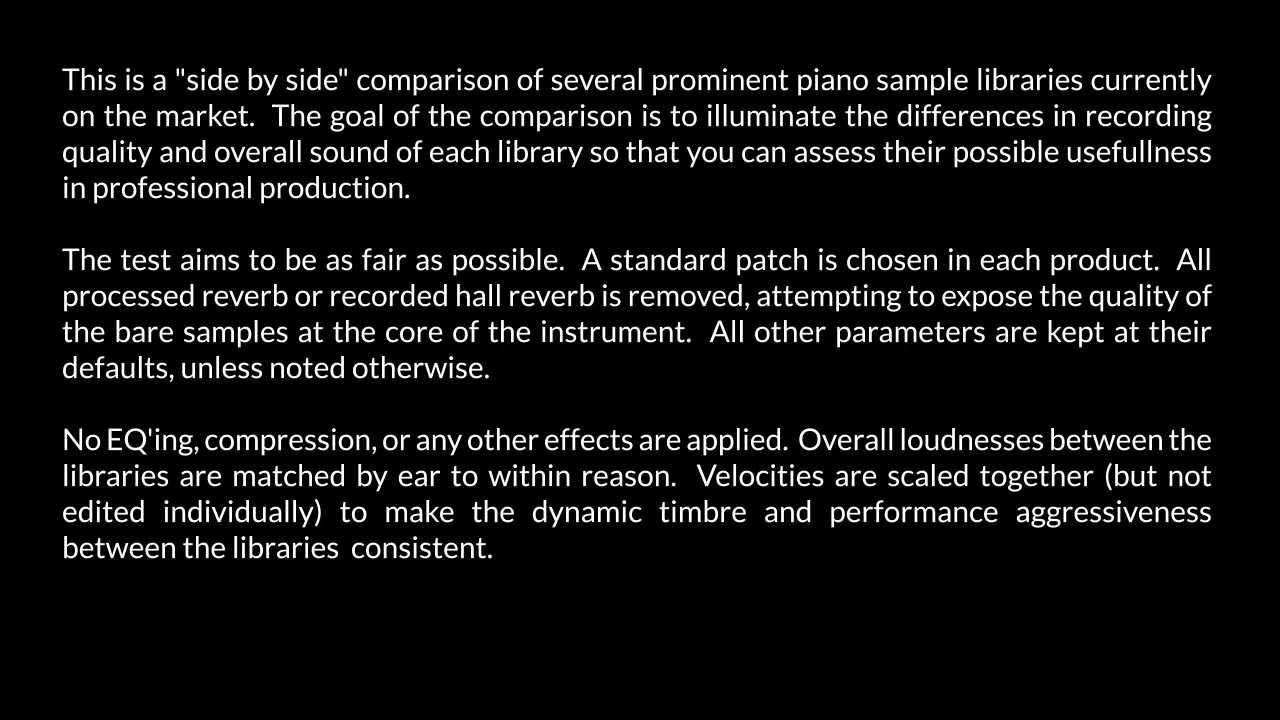 This is a "side by side" comparison of several prominent piano sample libraries currently
on the market.  The goal of the comparison is to illuminate the differences in recording
quality and overall sound of each library so that you can assess their possible usefullness
in professional production.
The test aims to be as fair as possible.  A standard patch is chosen in each product.  All
processed reverb or recorded hall reverb is removed, attempting to expose the quality of
the bare samples at the core of the instrument.  All other parameters are kept at their
defaults, unless noted otherwise.
No EQ'ing, compression, or any other effects are applied.  Overall loudnesses between the
libraries are matched by ear to within reason.  Velocities are scaled together (but not
edited individually) to make the dynamic timbre and performance aggressiveness
between the libraries  consistent.